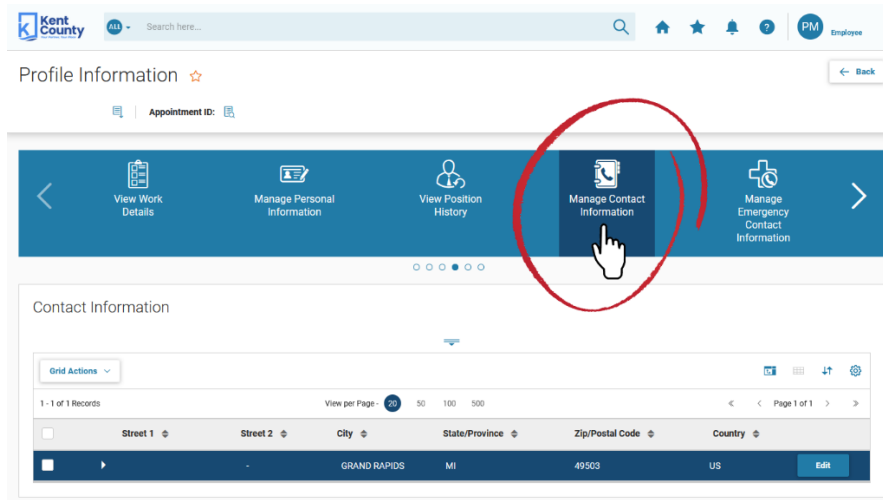 Kent
County
ALL
Search here...
PM
Employee
Profile Information
Back
Appointment ID:
View Work
Details
Manage Personal
Information
View Position
History
Manage Contact
Information
Manage
Emergency
Contact
Information
Contact Information
Grid Actions
1 - 1 of 1 Records
View per Page - 20 50 100 500
Page 1 of 1
Street 1 Street 2 City State/Province Zip/Postal Code Country
- GRAND RAPIDS MI 49503 US Edit